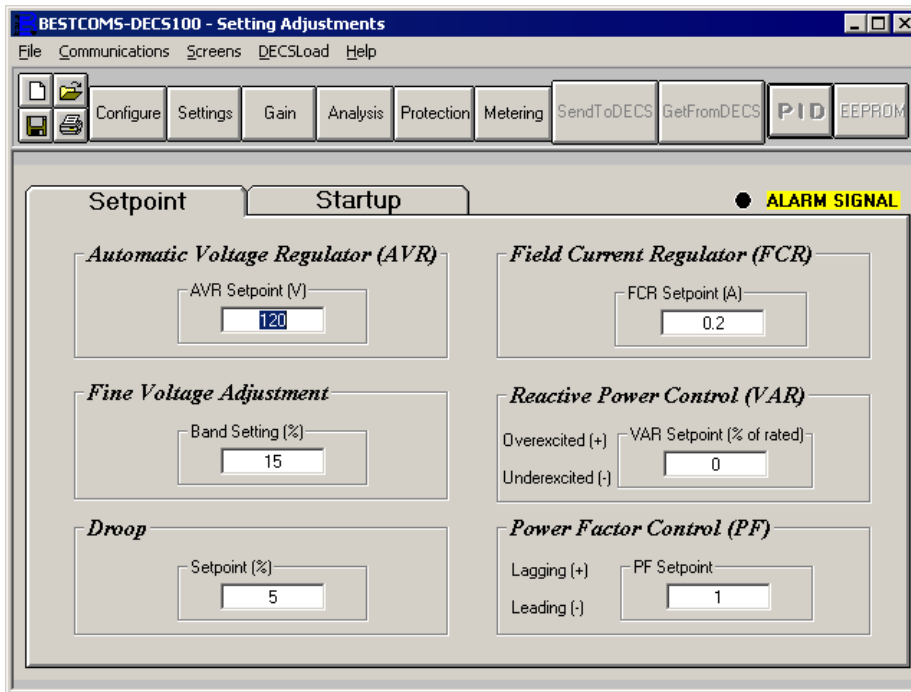 BESTCOMS-DECS100 - Setting Adjustments
File Communications Screens DECSLoad Help
Configure Settings Gain Analysis Protection Metering SendToDECS GetFromDECS PID EEPROM
Setpoint Startup ALARM SIGNAL
Automatic Voltage Regulator (AVR)
AVR Setpoint (V)
120
Fine Voltage Adjustment
Band Setting (%)
15
Droop
Setpoint (%)
5
Field Current Regulator (FCR)
FCR Setpoint (A)
0.2
Reactive Power Control (VAR)
Overexcited (+)
Underexcited (-)
VAR Setpoint (% of rated)
0
Power Factor Control (PF)
Lagging (+)
Leading (-)
PF Setpoint
1